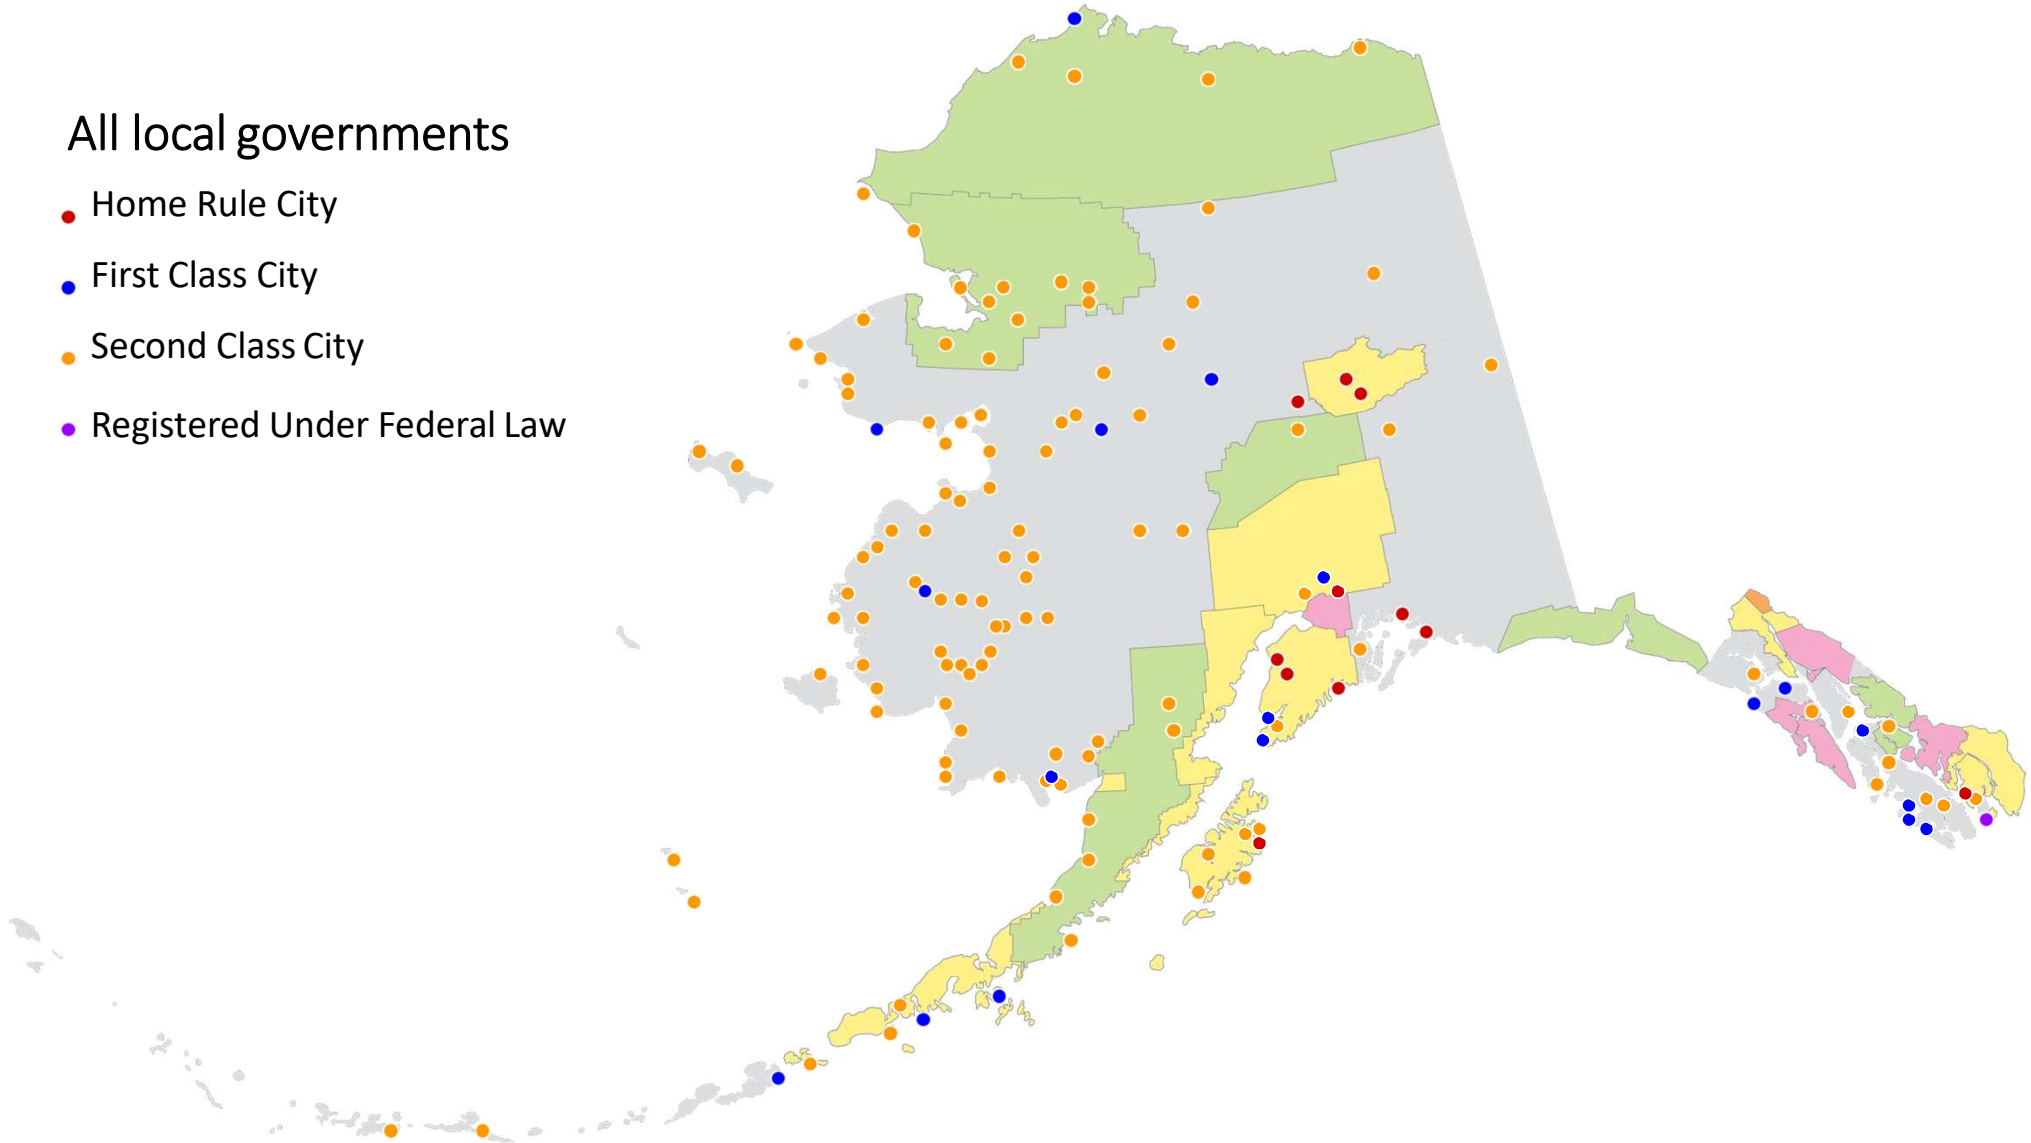 All local governments
Home Rule City
First Class City
Second Class City
Registered Under Federal Law